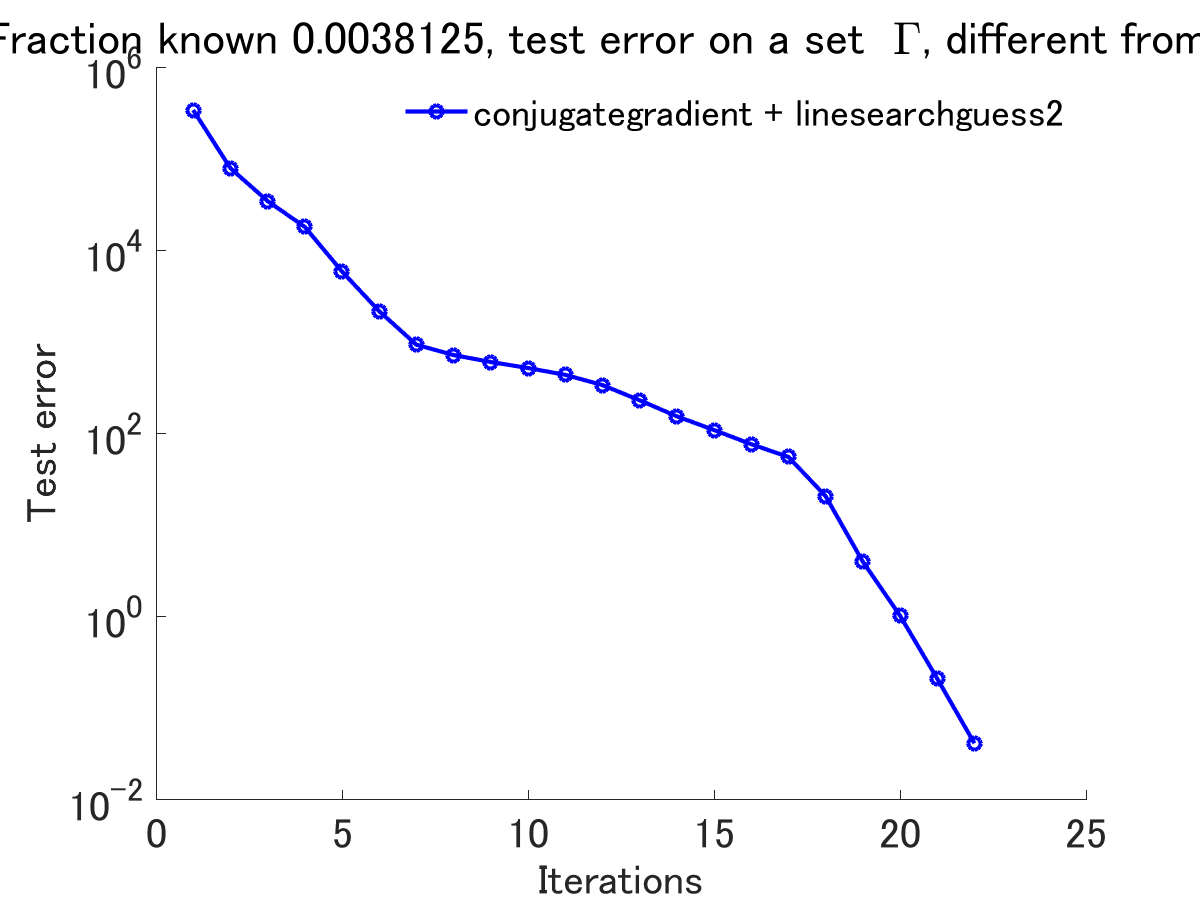 Fraction known 0.0038125, test error on a set Γ, different from
conjugategradient + linesearchguess2
Test error
10^6
10^4
10^2
10^0
10^-2
0 5 10 15 20 25
Iterations